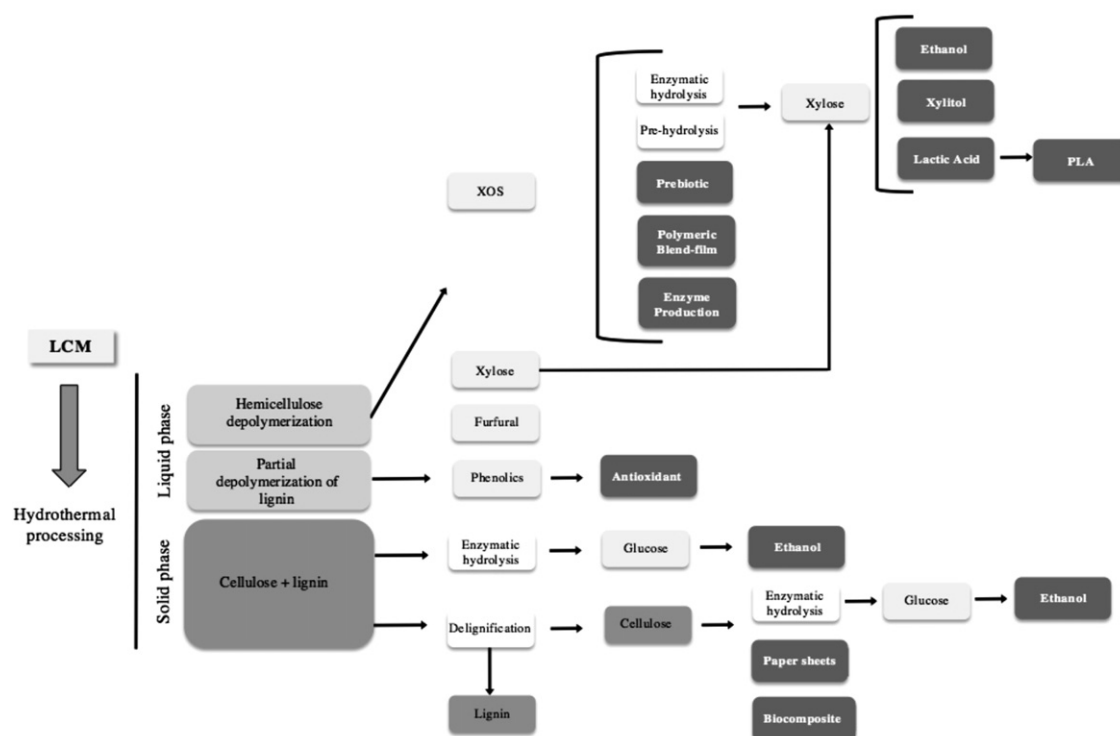 Ethanol
Enzymatic
hydrolysis
Xylose
Xylitol
Pre-hydrolysis
Lactic Acid
PLA
XOS
Prebiotic
Polymeric
Blend-film
Enzyme
Production
LCM
Xylose
Liquid phase
Hemicellulose
depolymerization
Furfural
Partial
depolymerization of
lignin
Phenolics
Antioxidant
Hydrothermal
processing
Solid phase
Cellulose + lignin
Enzymatic
hydrolysis
Glucose
Ethanol
Delignification
Cellulose
Enzymatic
hydrolysis
Glucose
Ethanol
Paper sheets
Lignin
Biocomposite